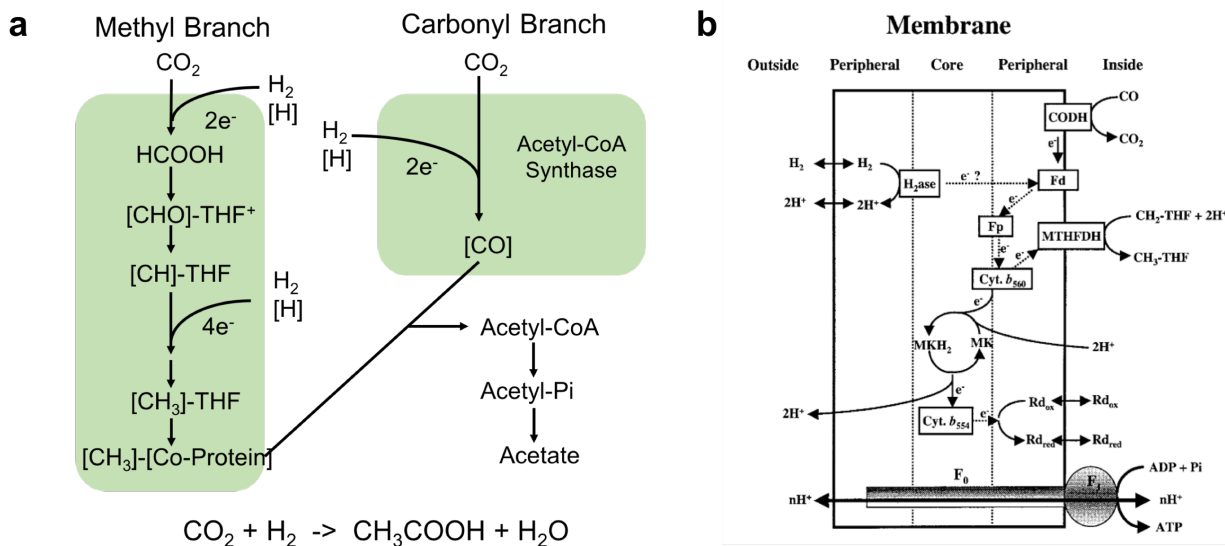 a
Methyl Branch
CO₂
H₂
[H]
2e⁻
HCOOH
[CHO]-THF⁺
[CH]-THF
H₂
[H]
4e⁻
[CH₃]-THF
[CH₃]-[Co-Protein]
Carbonyl Branch
CO₂
H₂
[H]
2e⁻
Acetyl-CoA
Synthase
[CO]
Acetyl-CoA
Acetyl-Pi
Acetate
CO₂ + H₂ -> CH₃COOH + H₂O
b
Membrane
Outside Peripheral Core Peripheral Inside
CO
CODH
CO₂
e⁻
H₂ H₂
H₂ase
e⁻ ?
Fd
2H⁺ 2H⁺
e⁻
Fp
e⁻
CH₂-THF + 2H⁺
MTHFDH
CH₃-THF
e⁻
Cyt. b₅₆₀
e⁻
MKH₂ MK
2H⁺
e⁻
2H⁺
Cyt. b₅₅₄
e⁻
Rdₒₓ Rdₒₓ
Rd_red Rd_red
F₀
F₁
ADP + Pi
nH⁺ nH⁺
ATP